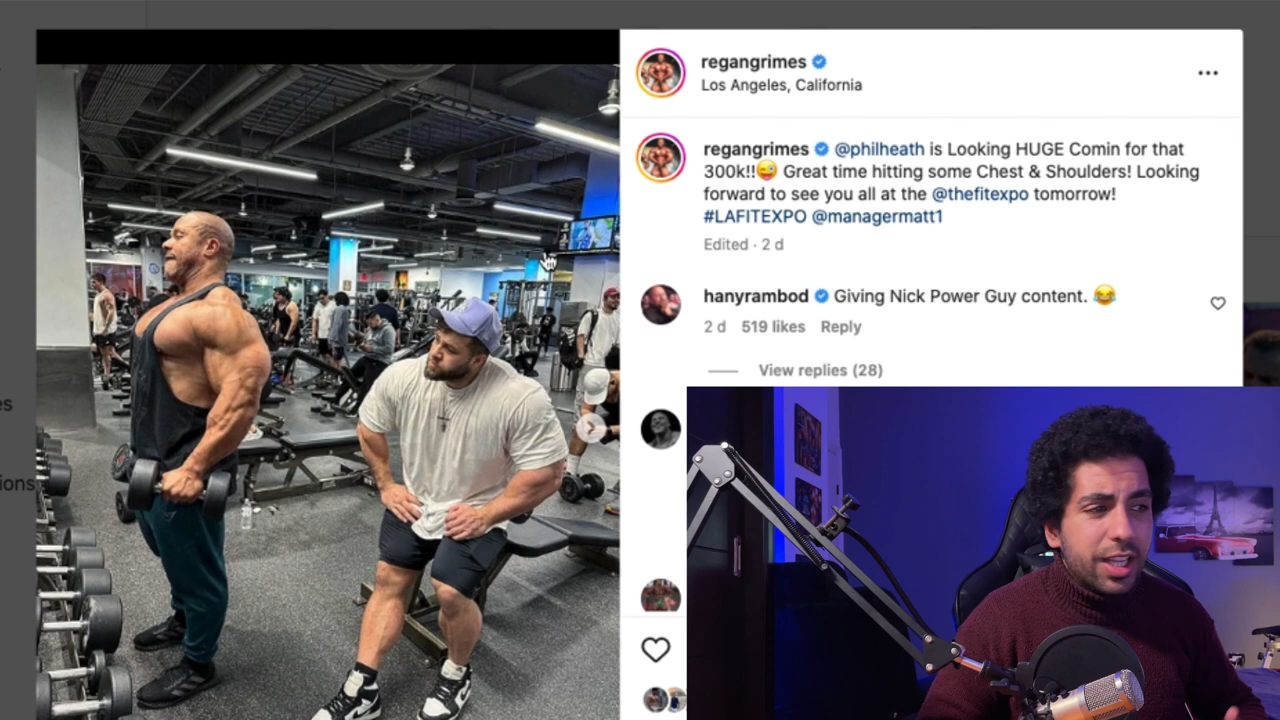 regangrimes
Los Angeles, California
regangrimes @philheath is Looking HUGE Comin for that
300k!!😜 Great time hitting some Chest & Shoulders! Looking
forward to see you all at the @thefitexpo tomorrow!
#LAFITEXPO @managermatt1
Edited · 2 d
hanyrambod Giving Nick Power Guy content. 😂
2 d 519 likes Reply
View replies (28)
es
ions